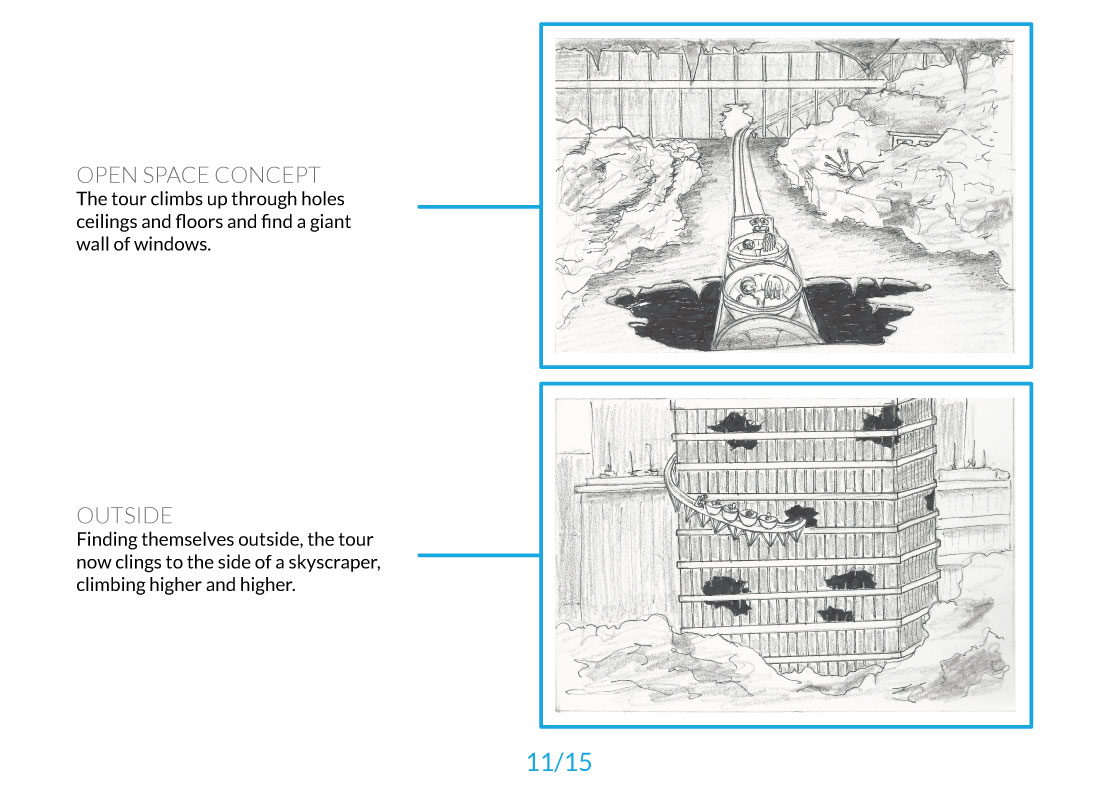 OPEN SPACE CONCEPT
The tour climbs up through holes
ceilings and floors and find a giant
wall of windows.
OUTSIDE
Finding themselves outside, the tour
now clings to the side of a skyscraper,
climbing higher and higher.
11/15